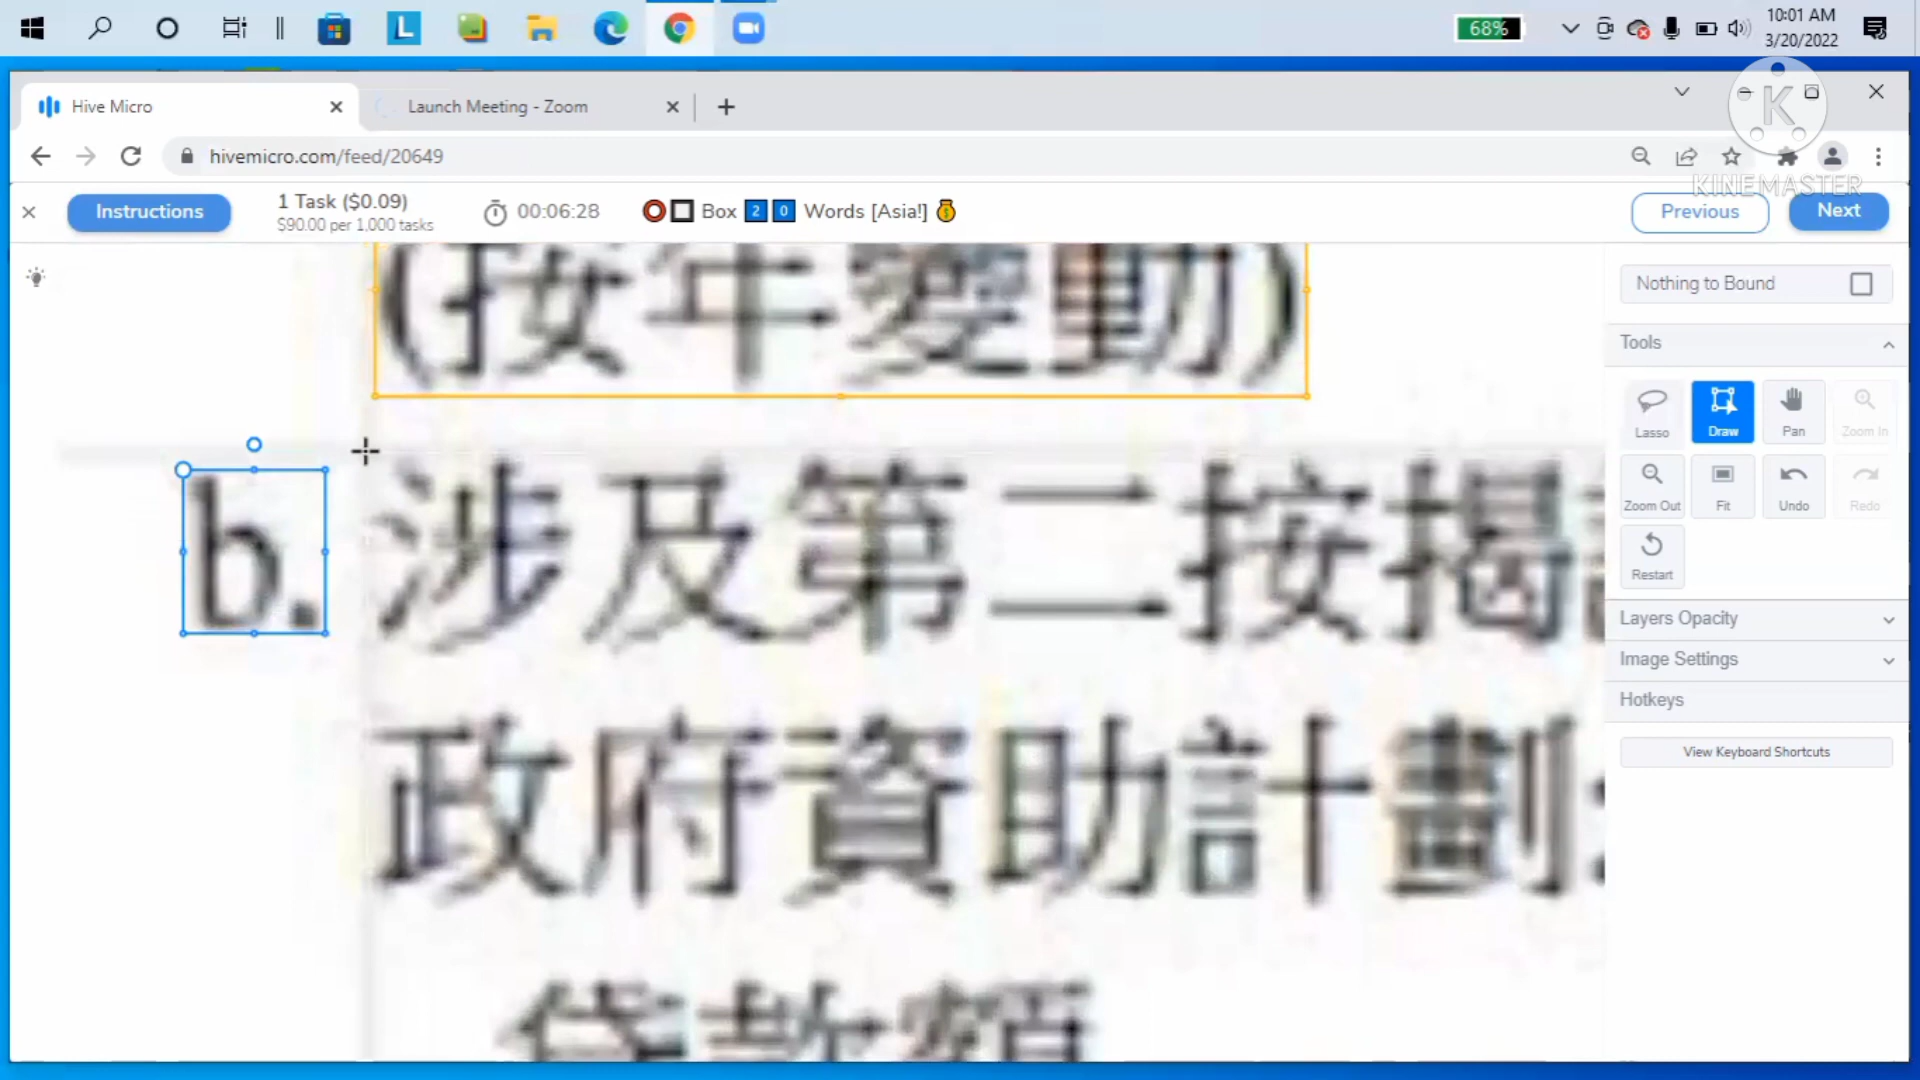 68%
10:01 AM
3/20/2022
Hive Micro
Launch Meeting - Zoom
hivemicro.com/feed/20649
K
KINEMASTER
Instructions
1 Task ($0.09)
$90.00 per 1,000 tasks
00:06:28
Box 2 0 Words [Asia!]
Previous
Next
(按年變動)
b. 涉及第二按揭
政府資助計劃
貸款額
Nothing to Bound
Tools
Lasso
Draw
Pan
Zoom In
Zoom Out
Fit
Undo
Redo
Restart
Layers Opacity
Image Settings
Hotkeys
View Keyboard Shortcuts